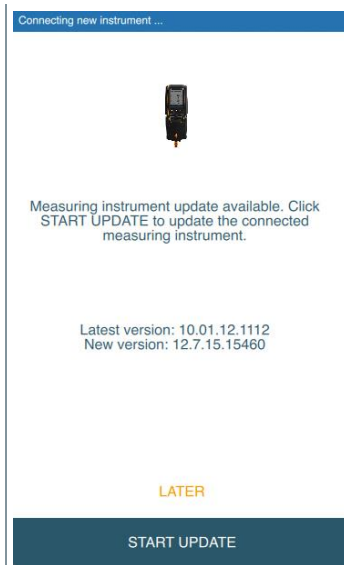 Connecting new instrument ...
Measuring instrument update available. Click
START UPDATE to update the connected
measuring instrument.
Latest version: 10.01.12.1112
New version: 12.7.15.15460
LATER
START UPDATE